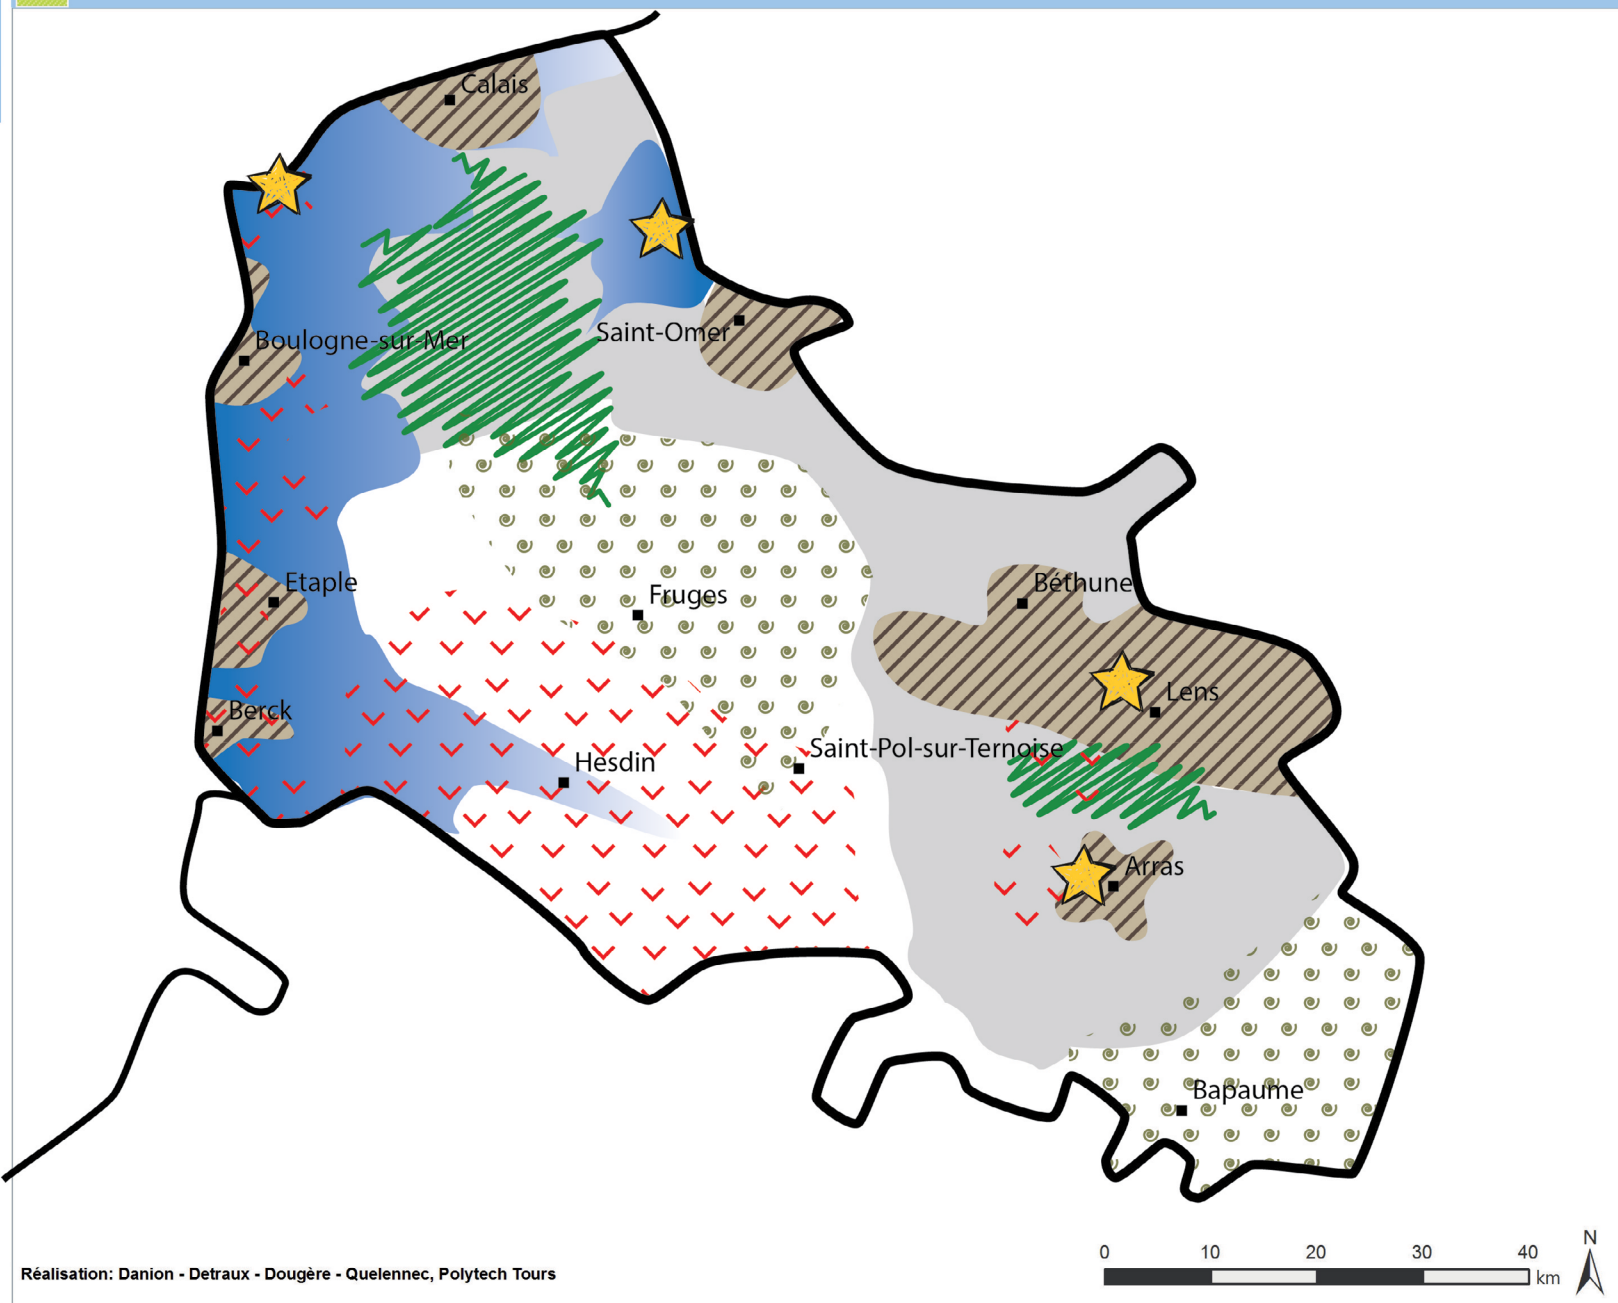 Calais
Saint-Omer
Boulogne-sur-Mer
Etaple
Béthune
Fruges
Lens
Berck
Saint-Pol-sur-Ternoise
Hesdin
Arras
Bapaume
N
0 10 20 30 40
km
Réalisation: Danion - Detraux - Dougère - Quelennec, Polytech Tours